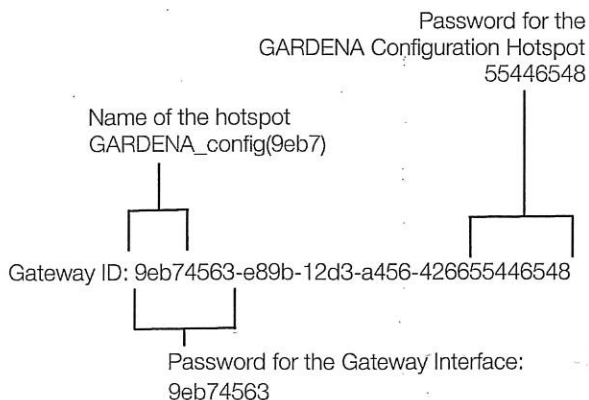 Password for the
GARDENA Configuration Hotspot
55446548
Name of the hotspot
GARDENA_config(9eb7)
Gateway ID: 9eb74563-e89b-12d3-a456-426655446548
Password for the Gateway Interface:
9eb74563